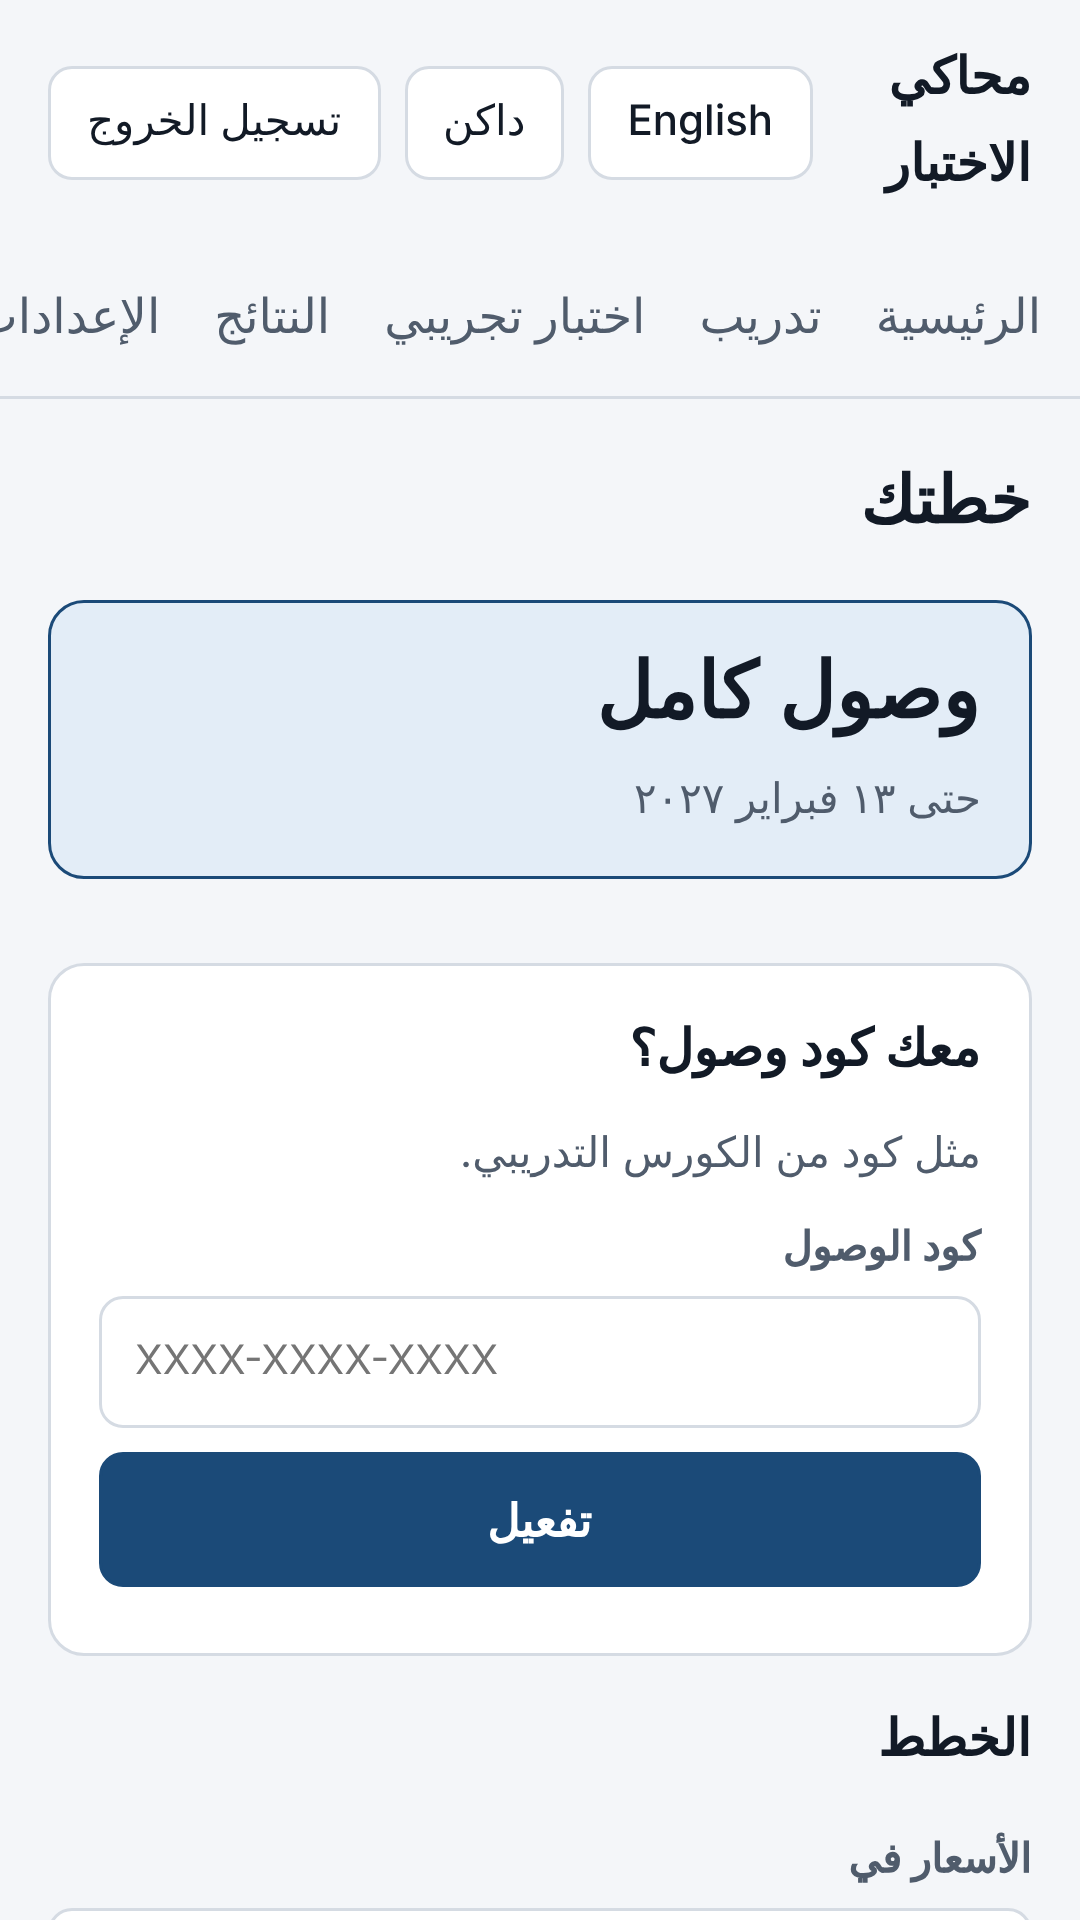 محاكي
الاختبار
English
داكن
تسجيل الخروج
الرئيسية
تدريب
اختبار تجريبي
النتائج
خطتك
وصول كامل
حتى ١٣ فبراير ٢٠٢٧
معك كود وصول؟
مثل كود من الكورس التدريبي.
كود الوصول
XXXX-XXXX-XXXX
تفعيل
الخطط
الأسعار في